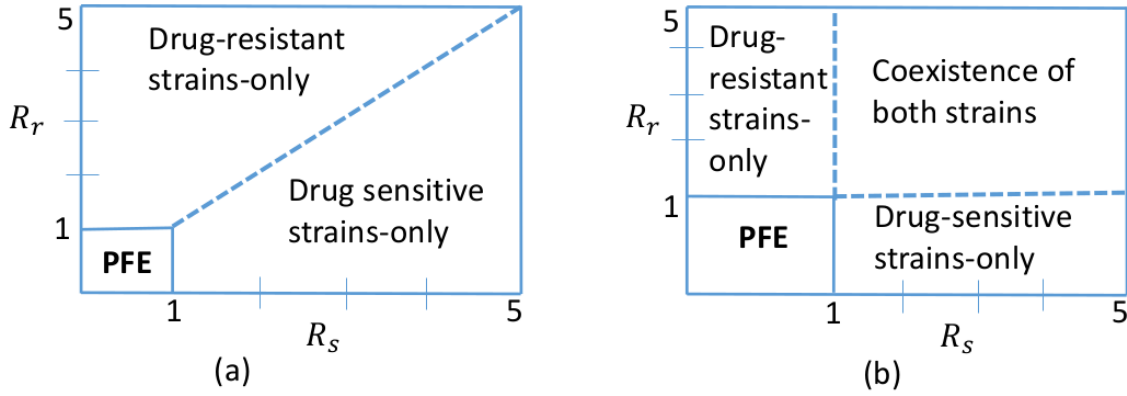 5
Drug-resistant
strains-only
R_r
Drug sensitive
strains-only
1
PFE
1
5
R_s
(a)
5
Drug-
resistant
strains-
only
Coexistence of
both strains
R_r
1
PFE
Drug-sensitive
strains-only
1
5
R_s
(b)